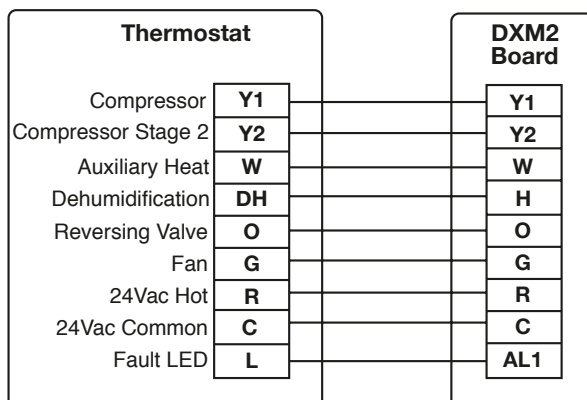 Thermostat
DXM2
Board
Compressor Y1 Y1
Compressor Stage 2 Y2 Y2
Auxiliary Heat W W
Dehumidification DH H
Reversing Valve O O
Fan G G
24Vac Hot R R
24Vac Common C C
Fault LED L AL1